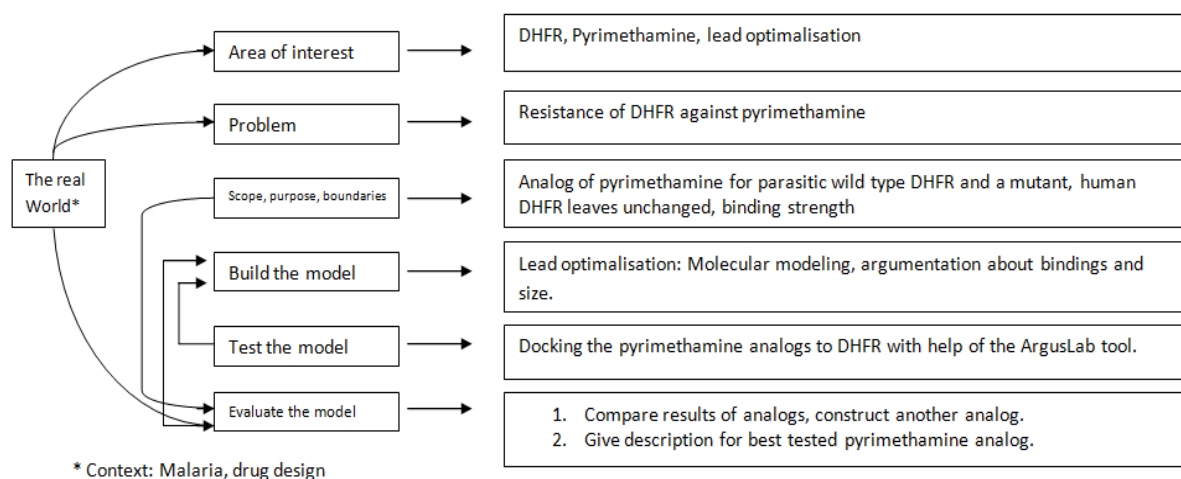 Area of interest
DHFR, Pyrimethamine, lead optimalisation
Problem
Resistance of DHFR against pyrimethamine
The real
World*
Scope, purpose, boundaries
Analog of pyrimethamine for parasitic wild type DHFR and a mutant, human
DHFR leaves unchanged, binding strength
Build the model
Lead optimalisation: Molecular modeling, argumentation about bindings and
size.
Test the model
Docking the pyrimethamine analogs to DHFR with help of the ArgusLab tool.
Evaluate the model
1. Compare results of analogs, construct another analog.
2. Give description for best tested pyrimethamine analog.
* Context: Malaria, drug design